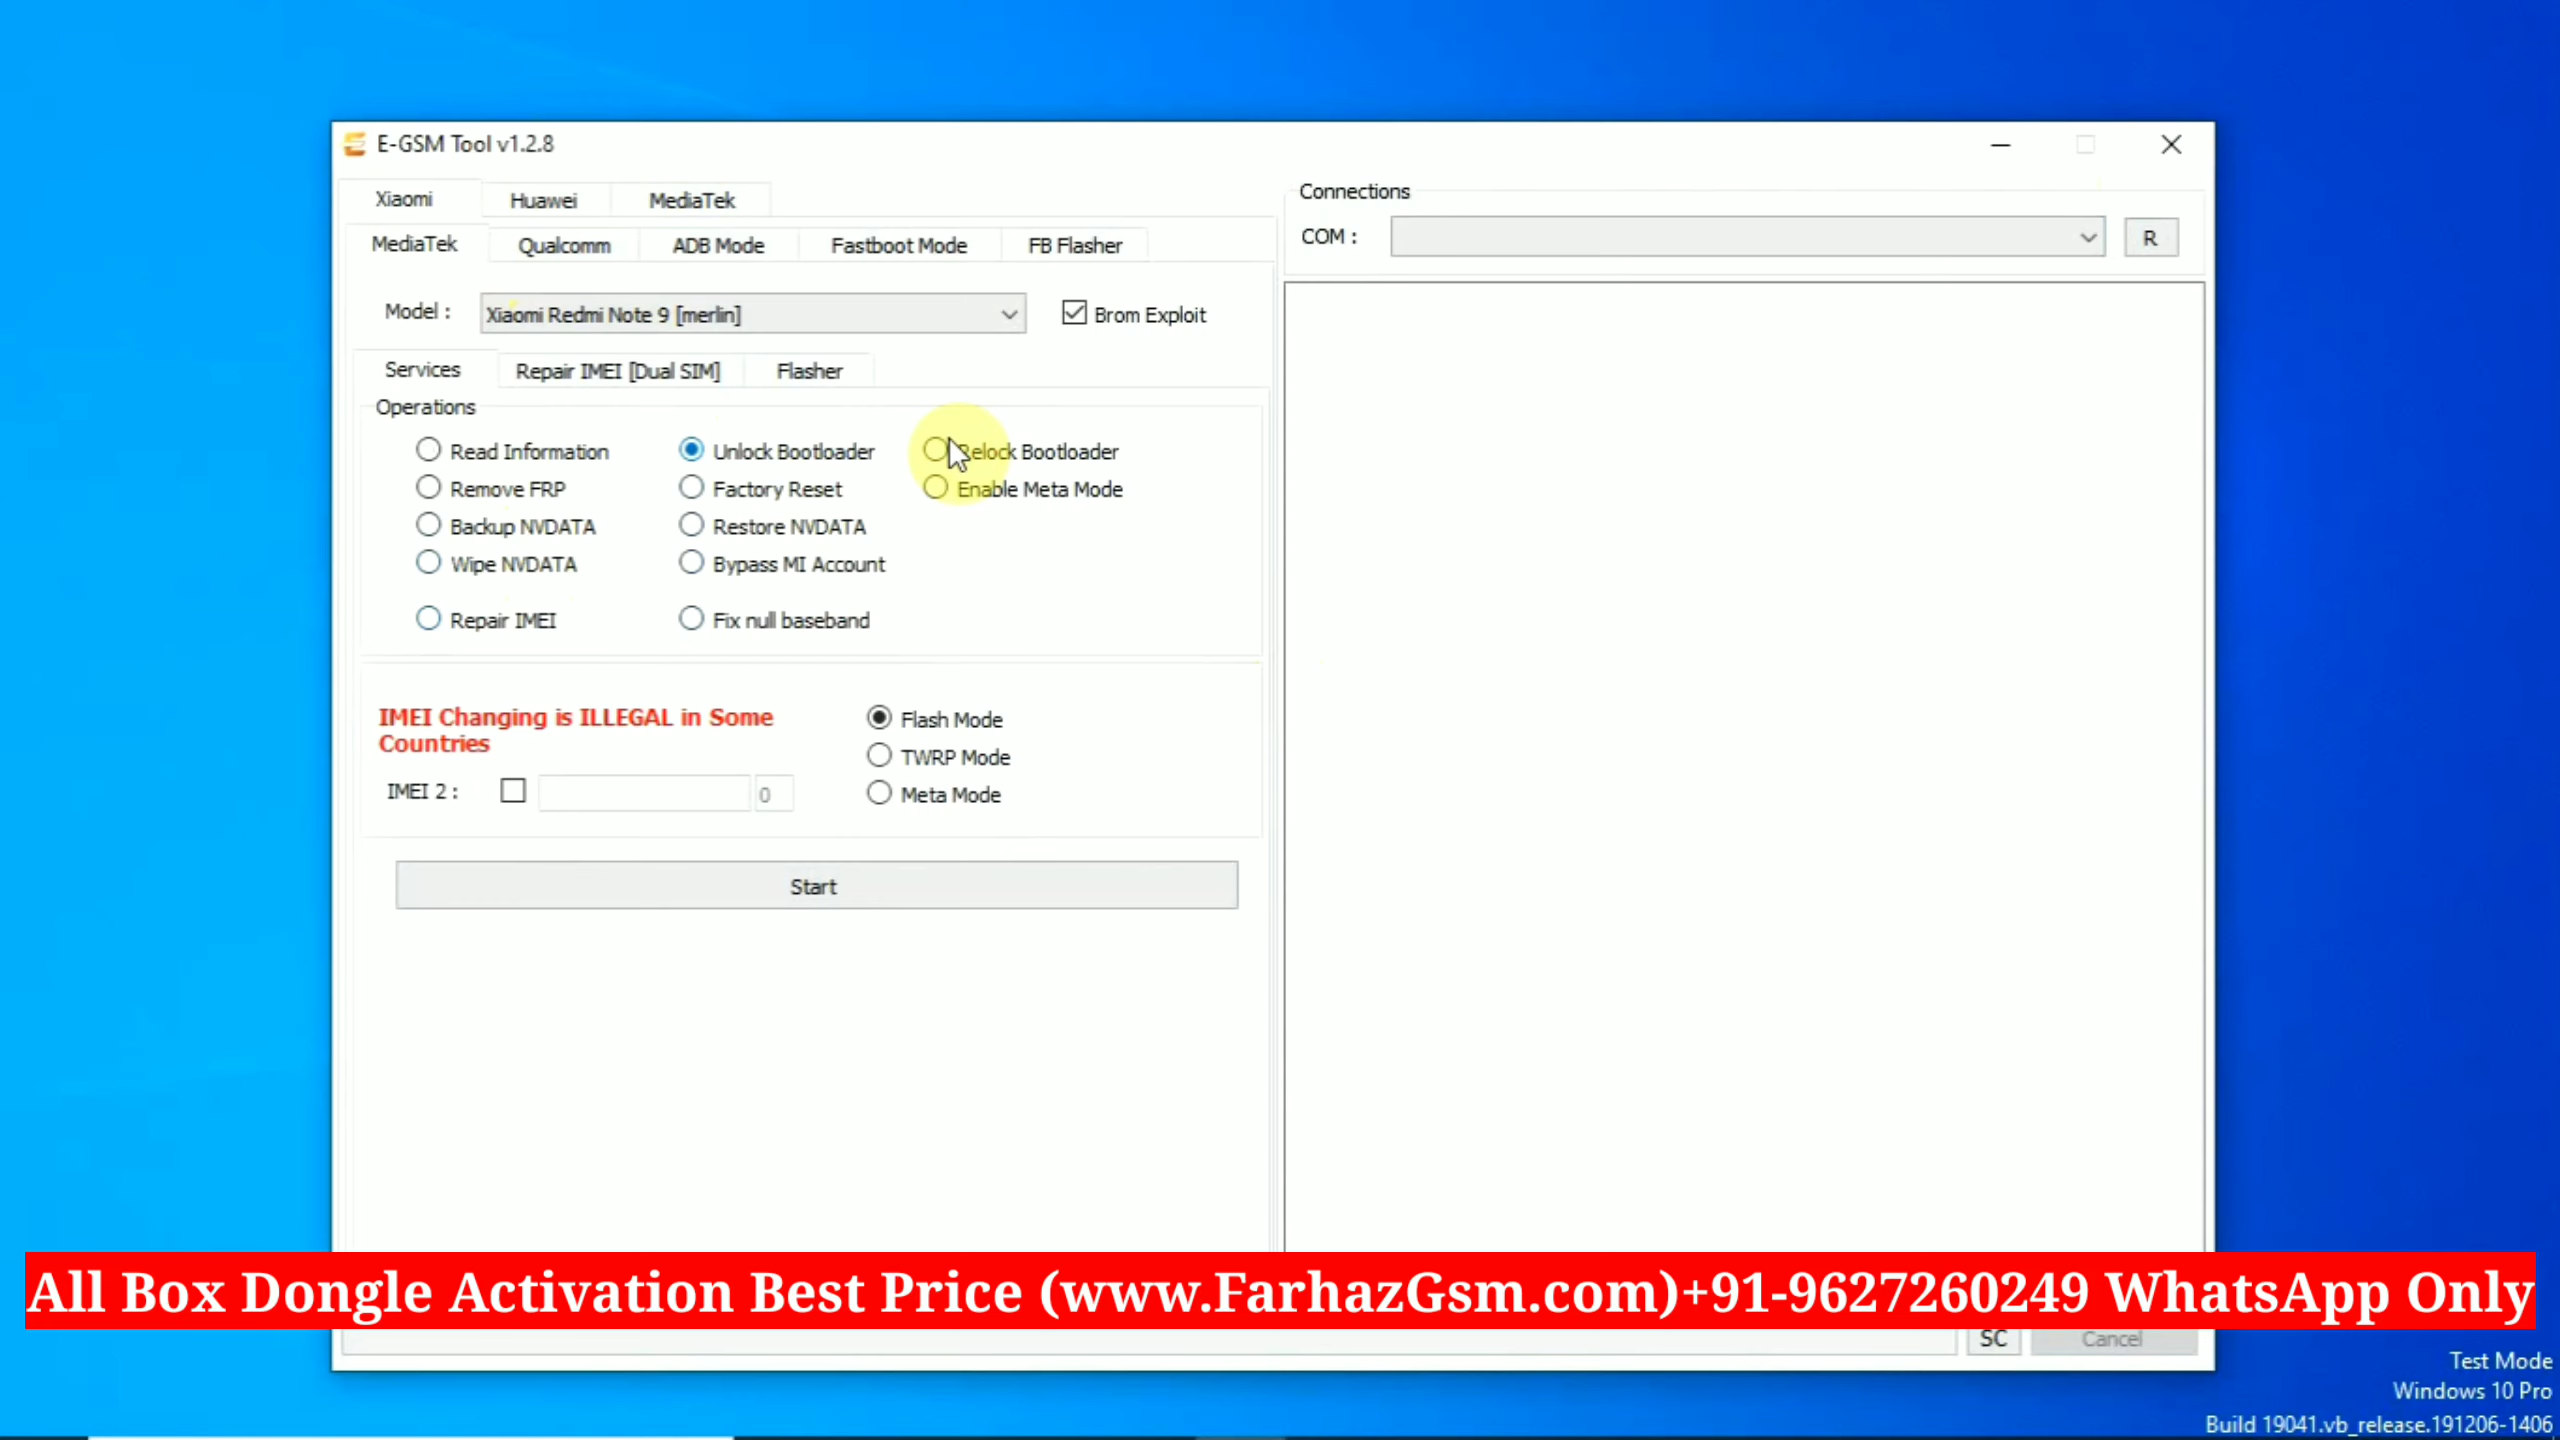 E-GSM Tool v1.2.8
Xiaomi Huawei MediaTek
Connections
MediaTek Qualcomm ADB Mode Fastboot Mode FB Flasher
COM : R
Model : Xiaomi Redmi Note 9 [merlin] Brom Exploit
Services Repair IMEI [Dual SIM] Flasher
Operations
Read Information Unlock Bootloader Relock Bootloader
Remove FRP Factory Reset Enable Meta Mode
Backup NVDATA Restore NVDATA
Wipe NVDATA Bypass MI Account
Repair IMEI Fix null baseband
IMEI Changing is ILLEGAL in Some
Countries
Flash Mode
TWRP Mode
IMEI 2 : 0 Meta Mode
Start
All Box Dongle Activation Best Price (www.FarhazGsm.com)+91-9627260249 WhatsApp Only
SC Cancel
Test Mode
Windows 10 Pro
Build 19041.vb_release.191206-1406